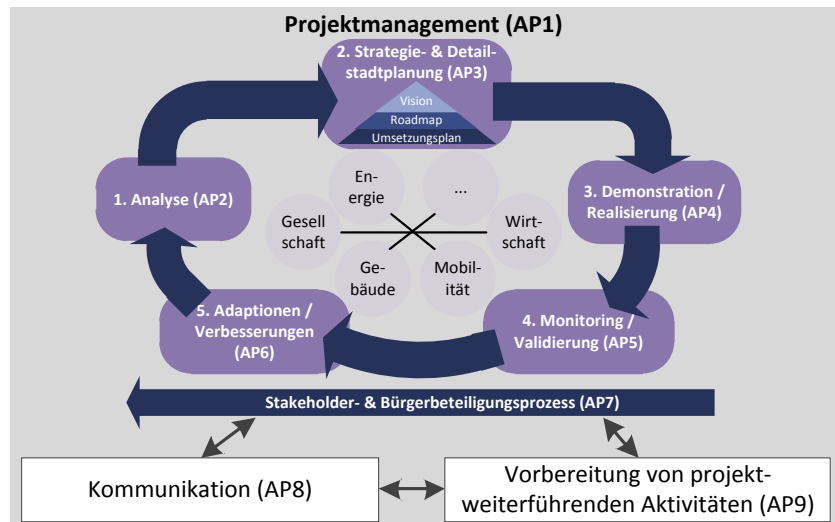 Projektmanagement (AP1)
2. Strategie- & Detail-
stadtplanung (AP3)
Vision
Roadmap
Umsetzungsplan
1. Analyse (AP2)
3. Demonstration /
Realisierung (AP4)
En-
ergie
...
Gesell
schaft
Wirt-
schaft
Ge-
bäude
Mobil-
ität
5. Adaptionen /
Verbesserungen
(AP6)
4. Monitoring /
Validierung (AP5)
Stakeholder- & Bürgerbeteiligungsprozess (AP7)
Kommunikation (AP8)
Vorbereitung von projekt-
weiterführenden Aktivitäten (AP9)